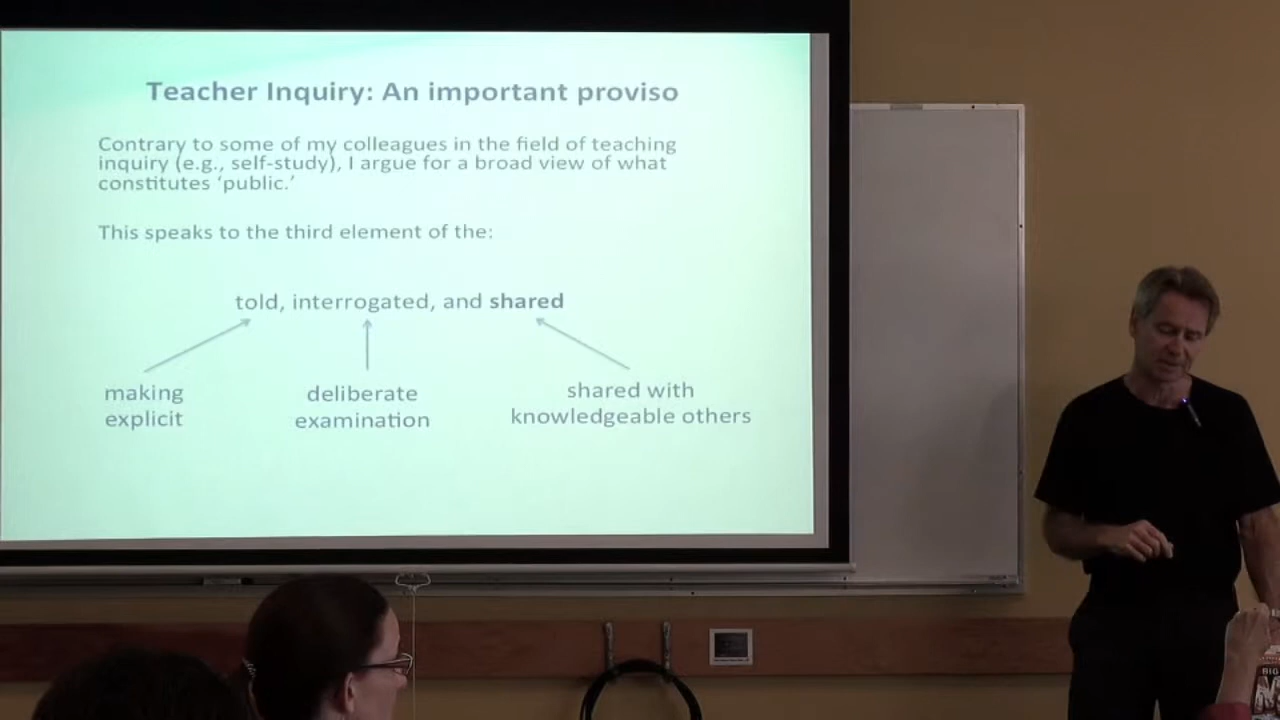 Teacher Inquiry: An important proviso
Contrary to some of my colleagues in the field of teaching
inquiry (e.g., self-study), I argue for a broad view of what
constitutes ‘public.’
This speaks to the third element of the:
told, interrogated, and shared
making
explicit
deliberate
examination
shared with
knowledgeable others
BIG